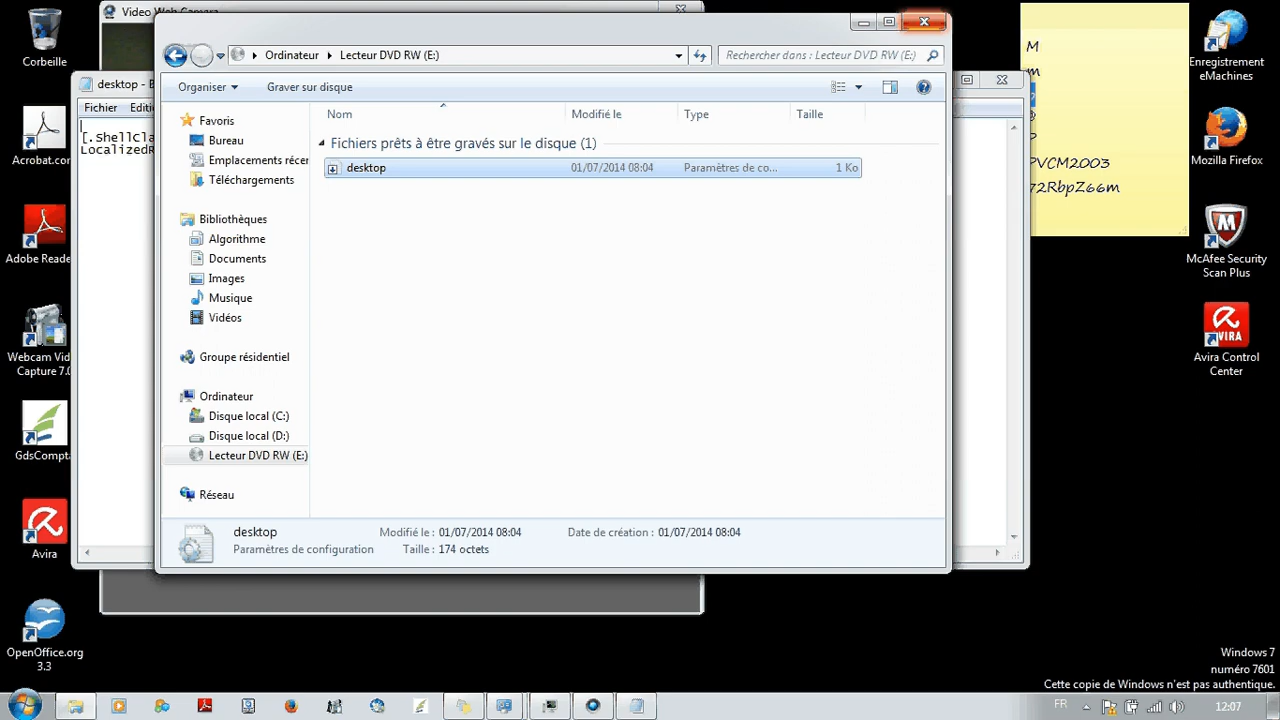 Corbeille
Acrobat.com
Adobe Reade
Webcam Vid
Capture 7.0
GdsCompt
Avira
OpenOffice.org
3.3
Video Web Camera
desktop -
Fichier
[.shellCla
Ordinateur
Lecteur DVD RW (E:)
Rechercher dans : Lecteur DVD RW (E:)
Organiser
Graver sur disque
Nom
Modifié le
Type
Taille
Fichiers prêts à être gravés sur le disque (1)
desktop
01/07/2014 08:04
Paramètres de co...
1 Ko
Favoris
Bureau
Emplacements récen
Téléchargements
Bibliothèques
Algorithme
Documents
Images
Musique
Vidéos
Groupe résidentiel
Ordinateur
Disque local (C:)
Disque local (D:)
Lecteur DVD RW (E:)
Réseau
desktop
Modifié le : 01/07/2014 08:04
Date de création : 01/07/2014 08:04
Paramètres de configuration
Taille : 174 octets
M
m
@
PVCM2003
72RbpZ66m
Enregistrement
eMachines
Mozilla Firefox
McAfee Security
Scan Plus
AVIRA
Avira Control
Center
Windows 7
numéro 7601
Cette copie de Windows n'est pas authentique.
FR
12:07